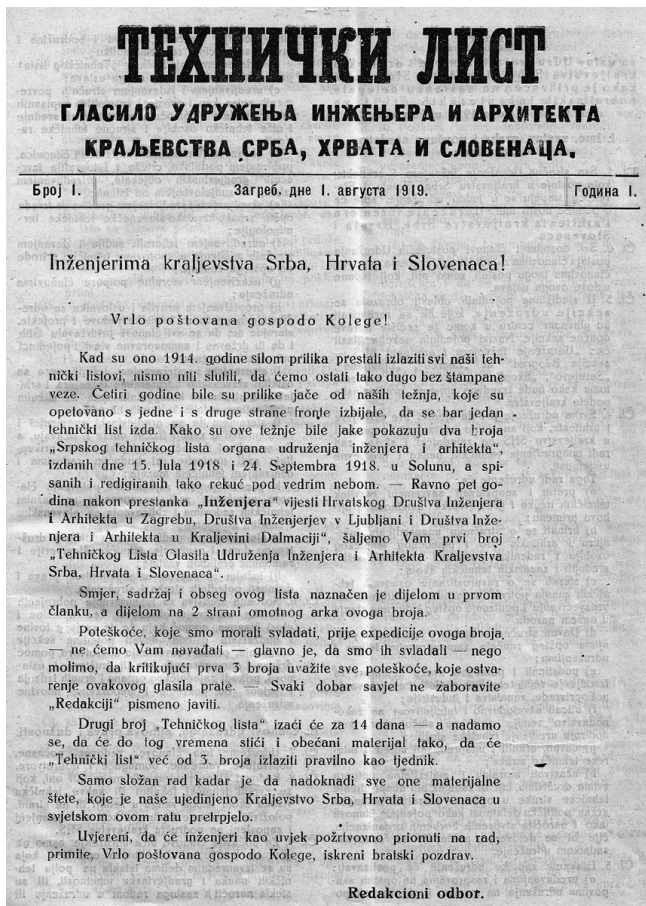 ТЕХНИЧКИ ЛИСТ
ГЛАСИЛО УДРУЖЕЊА ИНЖЕЊЕРА И АРХИТЕКТА
КРАЉЕВСТВА СРБА, ХРВАТА И СЛОВЕНАЦА.
Број 1. Загреб, дне 1. августа 1919. Година I.
Inženjerima kraljevstva Srba, Hrvata i Slovenaca!
Vrlo poštovana gospodo Kolege!
Kad su ono 1914. godine silom prilika prestali izlaziti svi naši teh-
nički listovi, nismo niti slutili, da ćemo ostati tako dugo bez štampane
veze. Četiri godine bile su prilike jače od naših težnja, koje su
opetovano s jedne i s druge strane fronte izbijale, da se bar jedan
tehnički list izda. Kako su ove težnje bile jake pokazuju dva broja
„Srpskog tehničkog lista organa udruženja inženjera i arhitekta“,
izdanih dne 15. Jula 1918. i 24. Septembra 1918. u Solunu, a spi-
sanih i redigiranih tako rekuć pod vedrim nebom. — Ravno pet go-
dina nakon prestanka „Inženjera“ vijesti Hrvatskog Društva Inženjera
i Arhitekta u Zagrebu, Društva Inženjerjev v Ljubljani i Društva Inže-
njera i Arhitekta u Kraljevini Dalmaciji“, šaljemo Vam prvi broj
„Tehničkog Lista Glasila Udruženja Inženjera i Arhitekta Kraljevstva
Srba, Hrvata i Slovenaca“.
Smjer, sadržaj i obseg ovog lista naznačen je dijelom u prvom
članku, a dijelom na 2 strani omotnog arka ovoga broja.
Poteškoće, koje smo morali svladati, prije expedicije ovoga broja
— ne ćemo Vam navađati — glavno je, da smo ih svladali — nego
molimo, da kritikujući prva 3 broja uvažite sve poteškoće, koje ostva-
renje ovakovog glasila prate. — Svaki dobar savjet ne zaboravite
„Redakciji“ pismeno javiti.
Drugi broj „Tehničkog lista“ izaći će za 14 dana — a nadamo
se, da će do tog vremena stići i obećani materijal tako, da će
„Tehnički list“ već od 3. broja izlaziti pravilno kao tjednik.
Samo složan rad kadar je da nadoknadi sve one materijalne
štete, koje je naše ujedinjeno Kraljevstvo Srba, Hrvata i Slovenaca u
svjetskom ovom ratu pretrpjelo.
Uvjereni, da će inženjeri kao uvjek požrtvovno prionuti na rad,
primite, Vrlo poštovana gospodo Kolege, iskreni bratski pozdrav.
Redakcioni odbor.